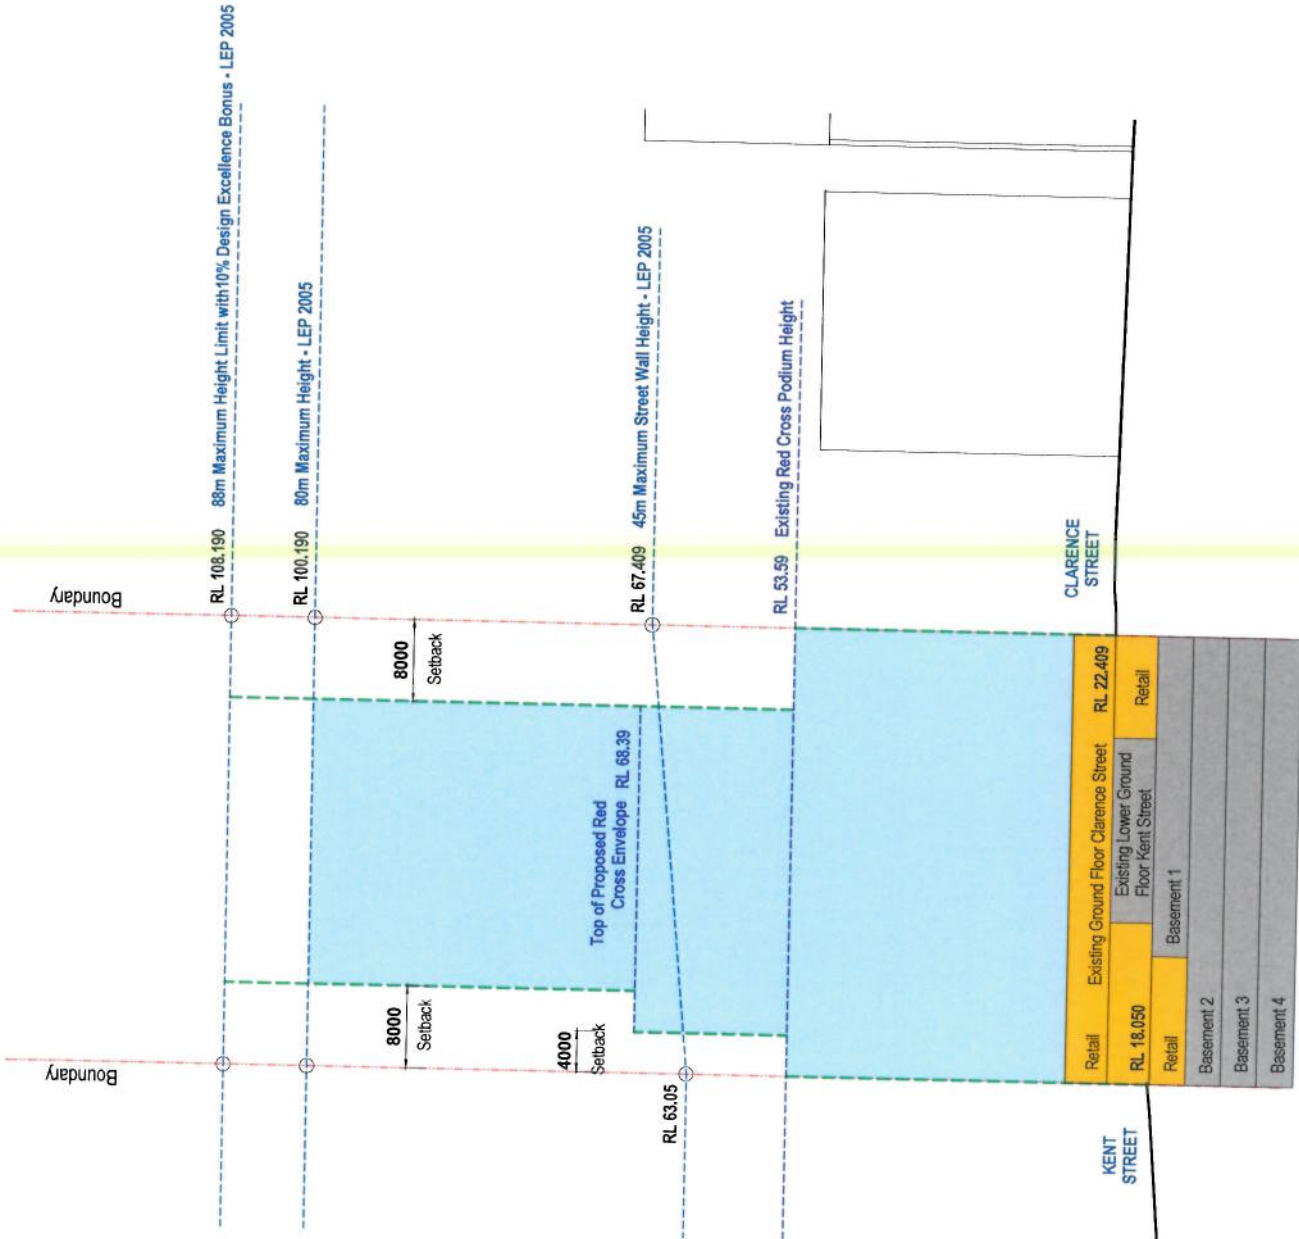 RL 108.190 88m Maximum Height Limit with10% Design Excellence Bonus - LEP 2005
RL 100.190 80m Maximum Height - LEP 2005
Boundary
Boundary
8000
Setback
8000
Setback
4000
Setback
Top of Proposed Red
Cross Envelope RL 68.39
RL 67.409 45m Maximum Street Wall Height - LEP 2005
RL 63.05
RL 53.59 Existing Red Cross Podium Height
CLARENCE
STREET
KENT
STREET
Retail Existing Ground Floor Clarence Street RL 22.409
RL 18.050
Existing Lower Ground
Floor Kent Street
Retail
Retail
Basement 1
Basement 2
Basement 3
Basement 4